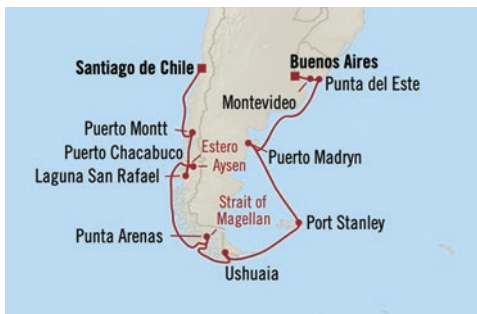 Santiago de Chile
Buenos Aires
Punta del Este
Montevideo
Puerto Montt
Puerto Chacabuco
Estero
Aysen
Puerto Madryn
Laguna San Rafael
Strait of
Magellan
Port Stanley
Punta Arenas
Ushuaia